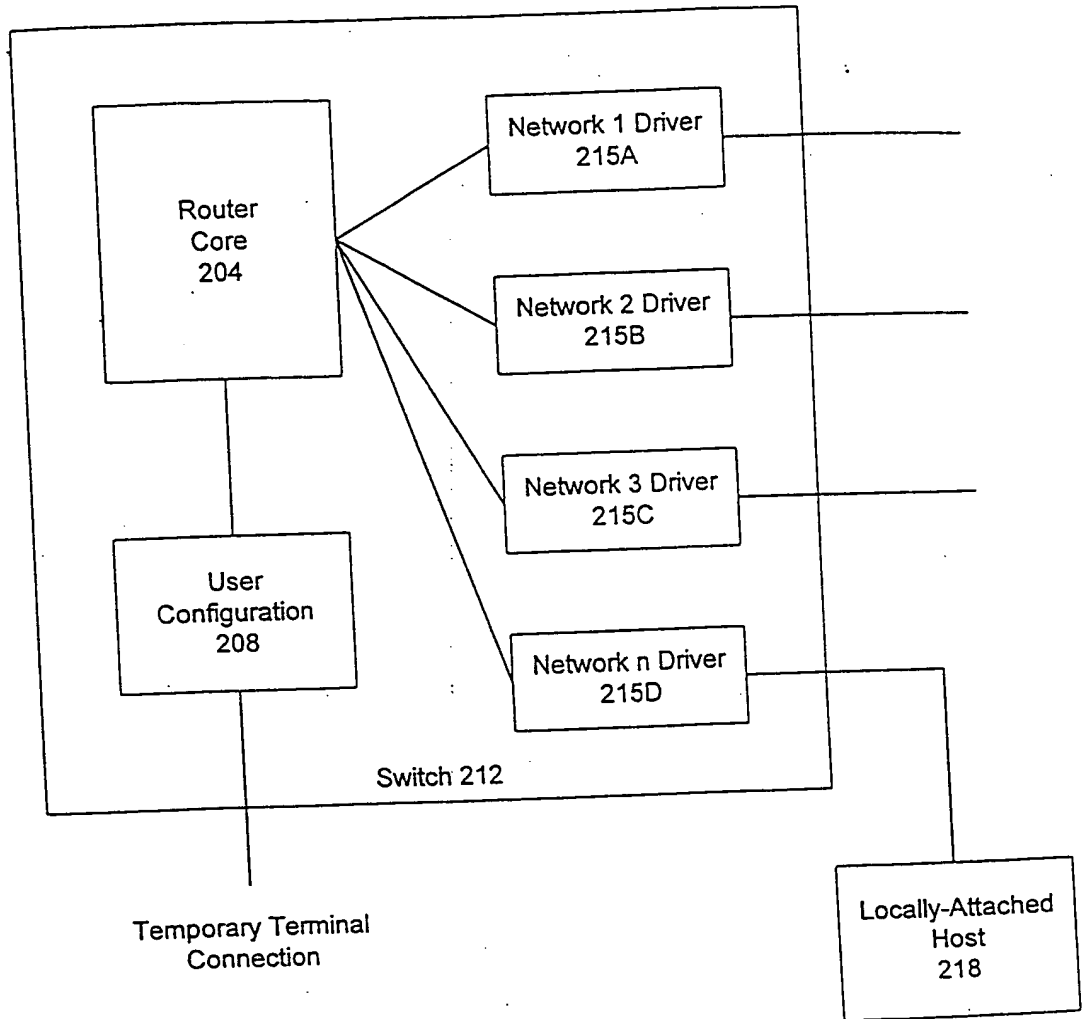 Network 1 Driver
215A
Router
Core
204
Network 2 Driver
215B
Network 3 Driver
215C
User
Configuration
208
Network n Driver
215D
Switch 212
Temporary Terminal
Connection
Locally-Attached
Host
218